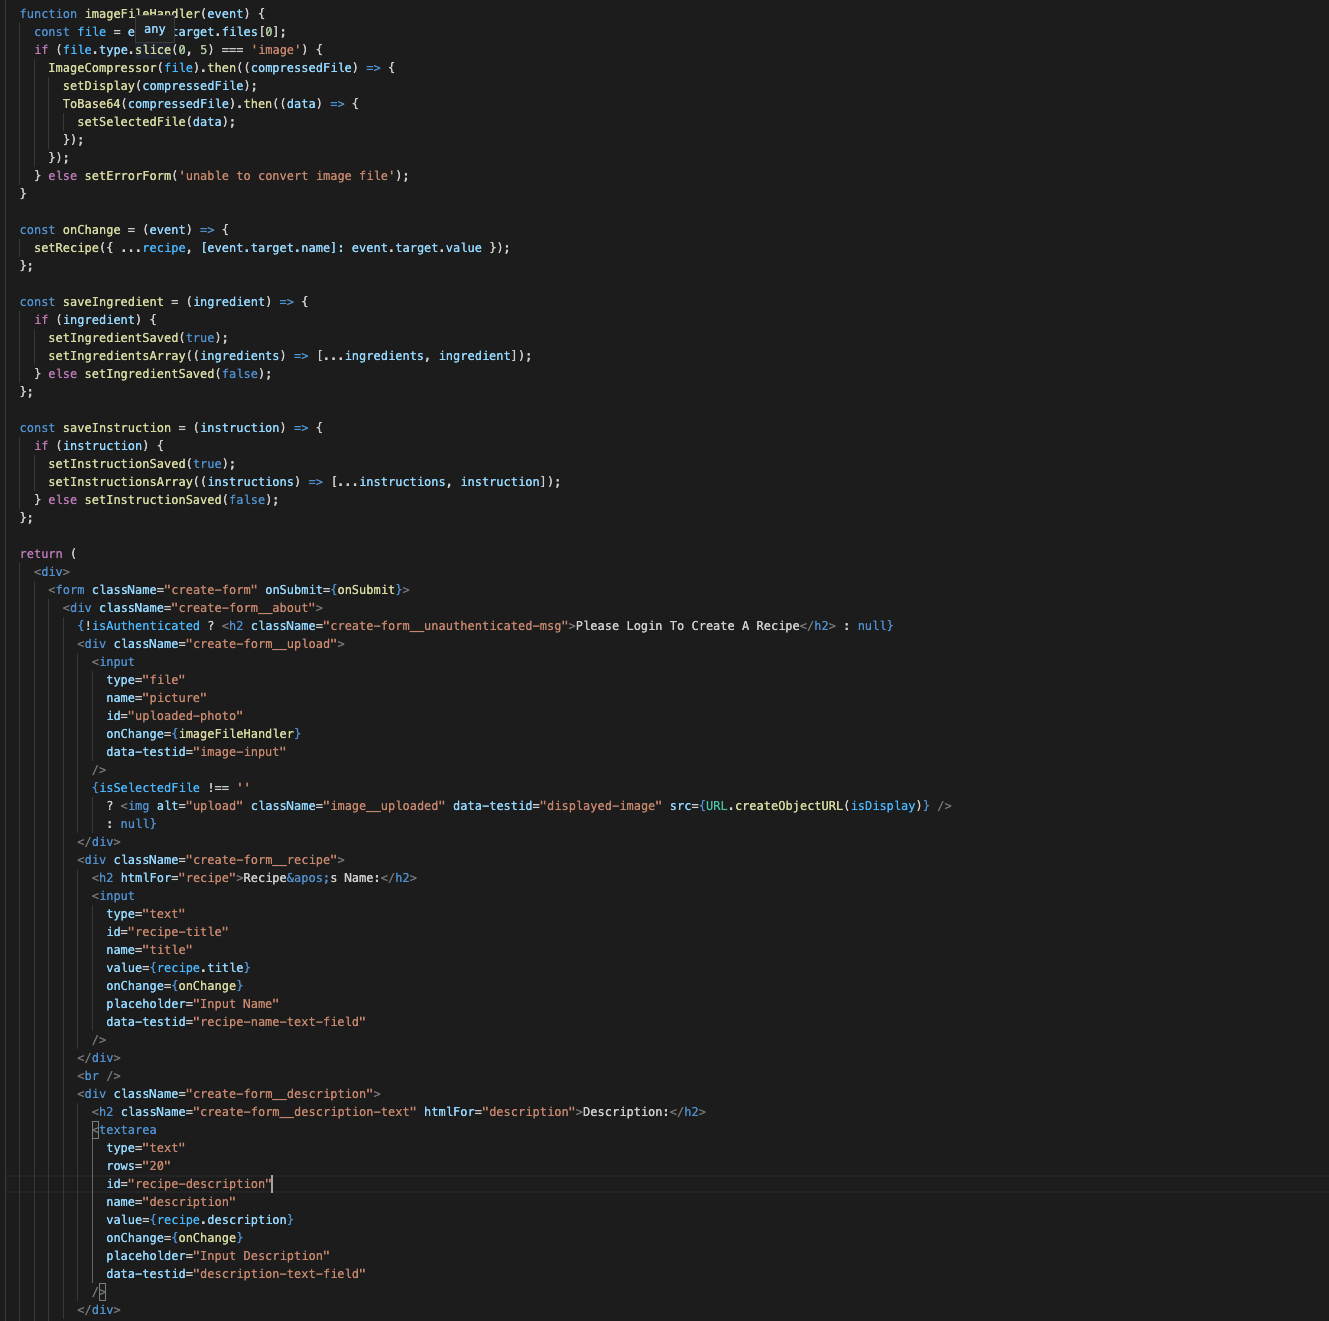 function imageFileHandler(event) {
any
const file = e target.files[0];
if (file.type.slice(0, 5) === 'image') {
ImageCompressor(file).then((compressedFile) => {
setDisplay(compressedFile);
ToBase64(compressedFile).then((data) => {
setSelectedFile(data);
});
});
} else setErrorForm('unable to convert image file');
}
const onChange = (event) => {
setRecipe({ ...recipe, [event.target.name]: event.target.value });
};
const saveIngredient = (ingredient) => {
if (ingredient) {
setIngredientSaved(true);
setIngredientsArray((ingredients) => [...ingredients, ingredient]);
} else setIngredientSaved(false);
};
const saveInstruction = (instruction) => {
if (instruction) {
setInstructionSaved(true);
setInstructionsArray((instructions) => [...instructions, instruction]);
} else setInstructionSaved(false);
};
return (
<div>
<form className="create-form" onSubmit={onSubmit}>
<div className="create-form__about">
{!isAuthenticated ? <h2 className="create-form__unauthenticated-msg">Please Login To Create A Recipe</h2> : null}
<div className="create-form__upload">
<input
type="file"
name="picture"
id="uploaded-photo"
onChange={imageFileHandler}
data-testid="image-input"
/>
{isSelectedFile !== ''
? <img alt="upload" className="image__uploaded" data-testid="displayed-image" src={URL.createObjectURL(isDisplay)} />
: null}
</div>
<div className="create-form__recipe">
<h2 htmlFor="recipe">Recipe&apos;s Name:</h2>
<input
type="text"
id="recipe-title"
name="title"
value={recipe.title}
onChange={onChange}
placeholder="Input Name"
data-testid="recipe-name-text-field"
/>
</div>
<br />
<div className="create-form__description">
<h2 className="create-form__description-text" htmlFor="description">Description:</h2>
<textarea
type="text"
rows="20"
id="recipe-description"
name="description"
value={recipe.description}
onChange={onChange}
placeholder="Input Description"
data-testid="description-text-field"
/>
</div>